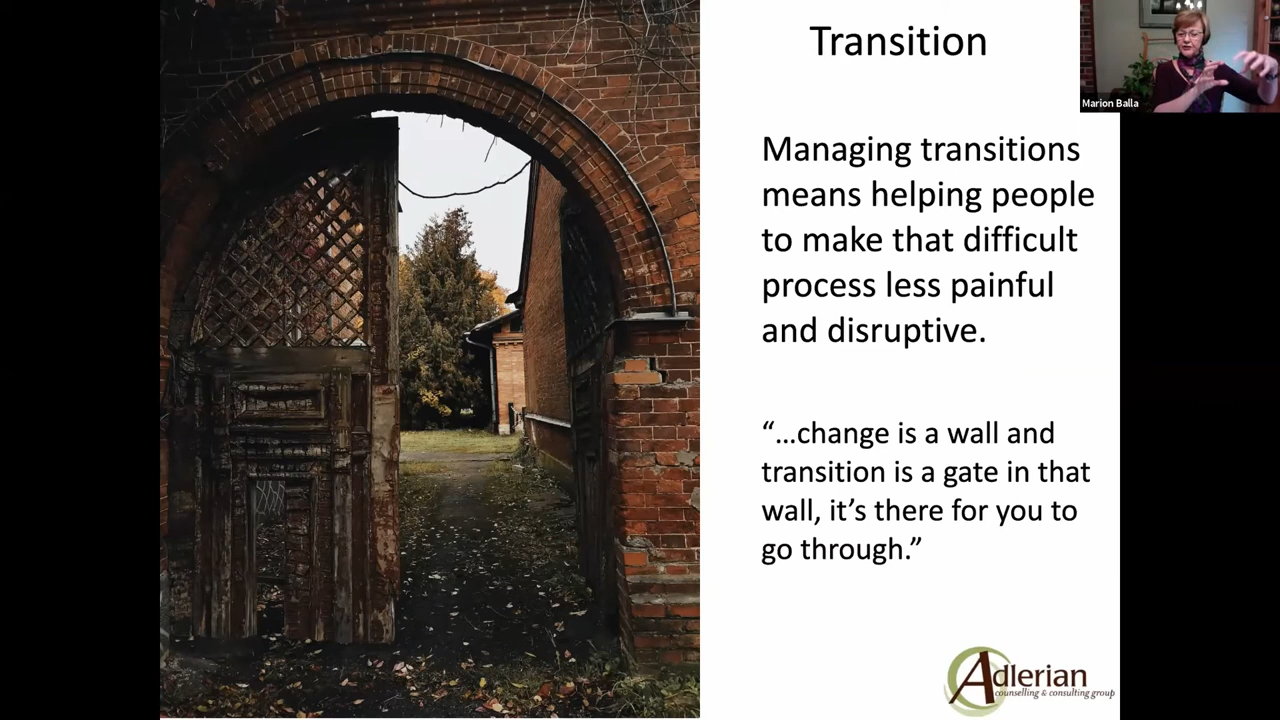 Transition
Marion Balla
Managing transitions
means helping people
to make that difficult
process less painful
and disruptive.
“...change is a wall and
transition is a gate in that
wall, it’s there for you to
go through.”
Adlerian
counselling & consulting group